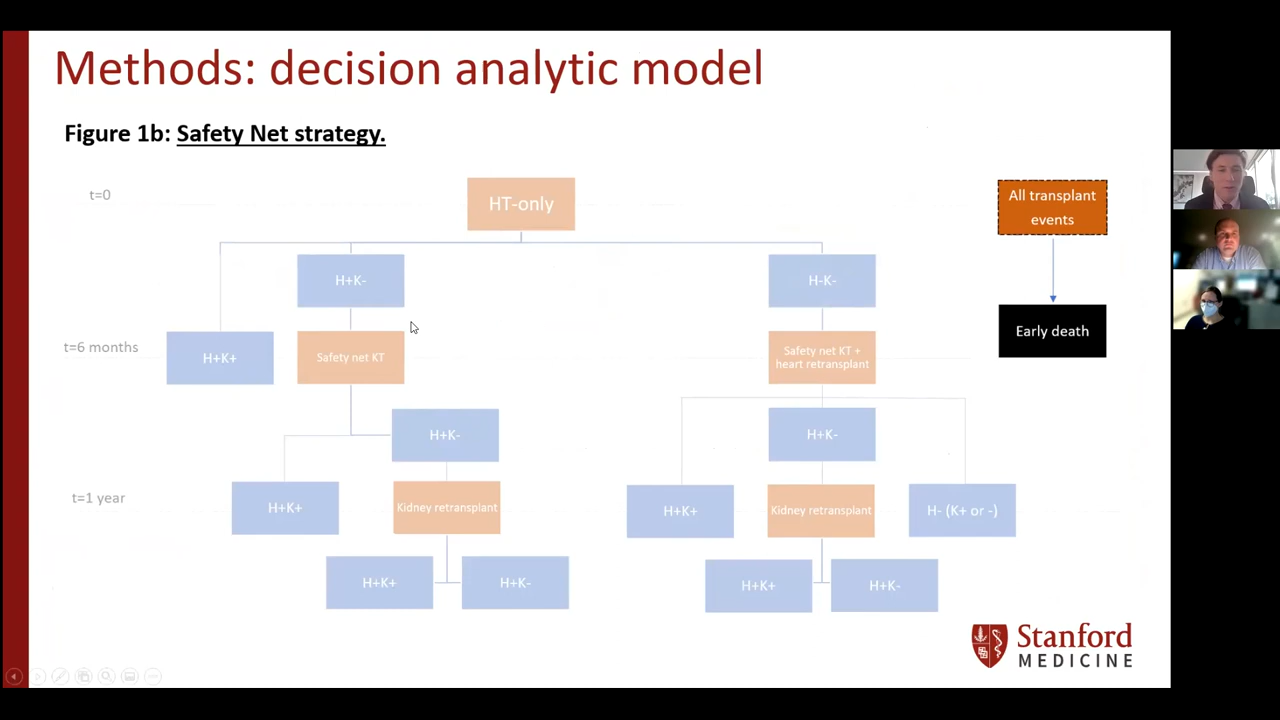 Methods: decision analytic model
Figure 1b: Safety Net strategy.
t=0
HT-only
All transplant
events
H+K-
H-K-
Early death
t=6 months
H+K+
Safety net KT
Safety net KT +
heart retransplant
H+K-
H+K-
t=1 year
H+K+
Kidney retransplant
H+K+
Kidney retransplant
H- (K+ or -)
H+K+
H+K-
H+K+
H+K-
Stanford
MEDICINE